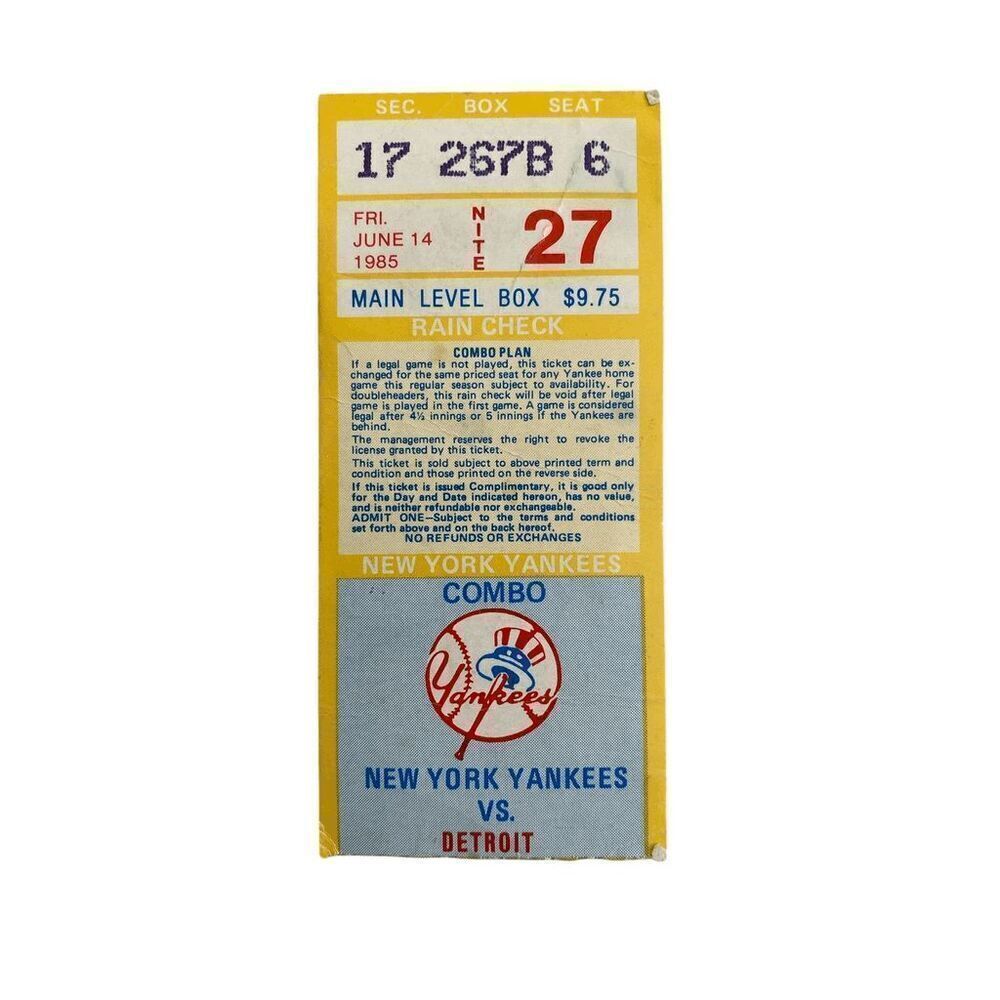 SEC. BOX SEAT
17 267B 6
FRI.
JUNE 14
1985
NITE
27
MAIN LEVEL BOX $9.75
RAIN CHECK
COMBO PLAN
If a legal game is not played, this ticket can be ex-
changed for the same priced seat for any Yankee home
game this regular season subject to availability. For
doubleheaders, this rain check will be void after legal
game is played in the first game. A game is considered
legal after 4½ innings or 5 innings if the Yankees are
behind.
The management reserves the right to revoke the
license granted by this ticket.
This ticket is sold subject to above printed term and
condition and those printed on the reverse side.
If this ticket is issued Complimentary, it is good only
for the Day and Date indicated hereon, has no value,
and is neither refundable nor exchangeable.
ADMIT ONE—Subject to the terms and conditions
set forth above and on the back hereof.
NO REFUNDS OR EXCHANGES
NEW YORK YANKEES
COMBO
Yankees
NEW YORK YANKEES
VS.
DETROIT